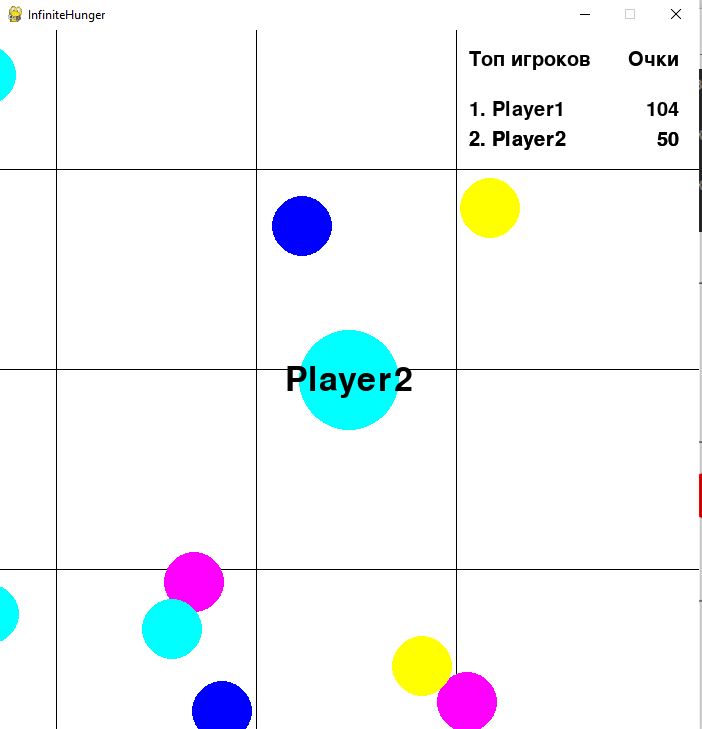 InfiniteHunger
Топ игроков Очки
1. Player1 104
2. Player2 50
Player2